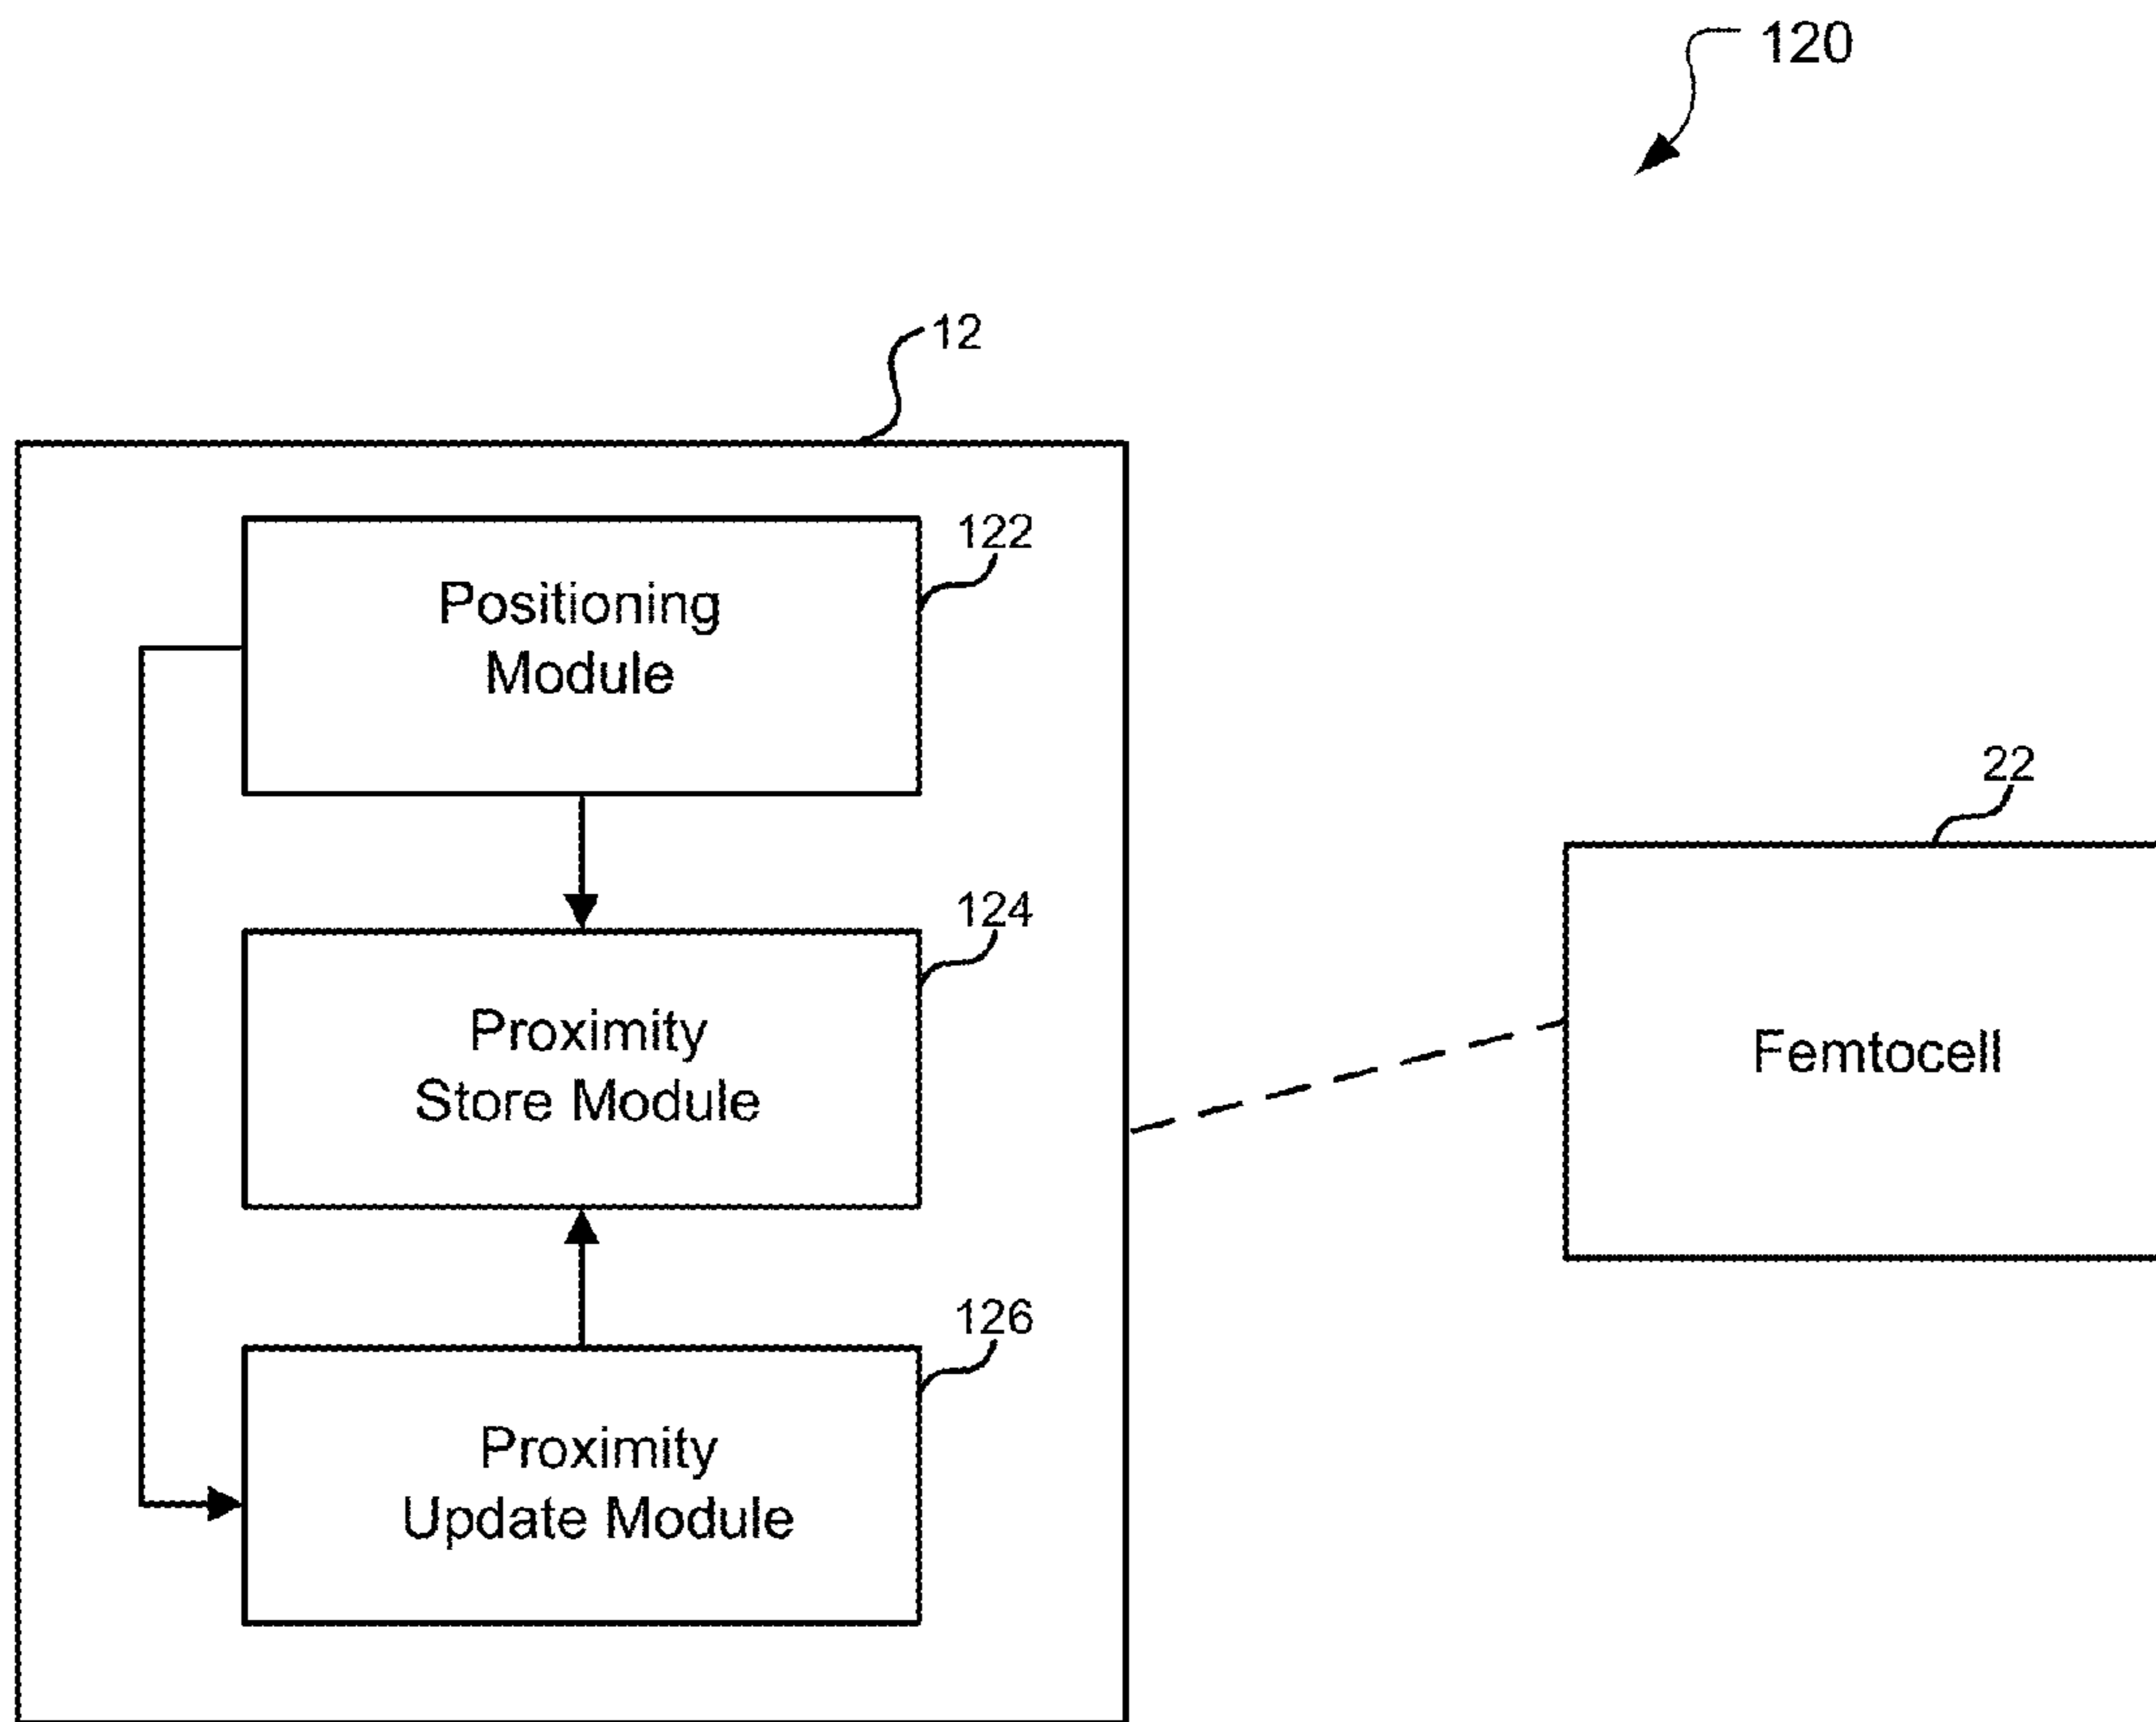 120
12
122
Positioning
Module
22
124
Proximity
Store Module
Femtocell
126
Proximity
Update Module